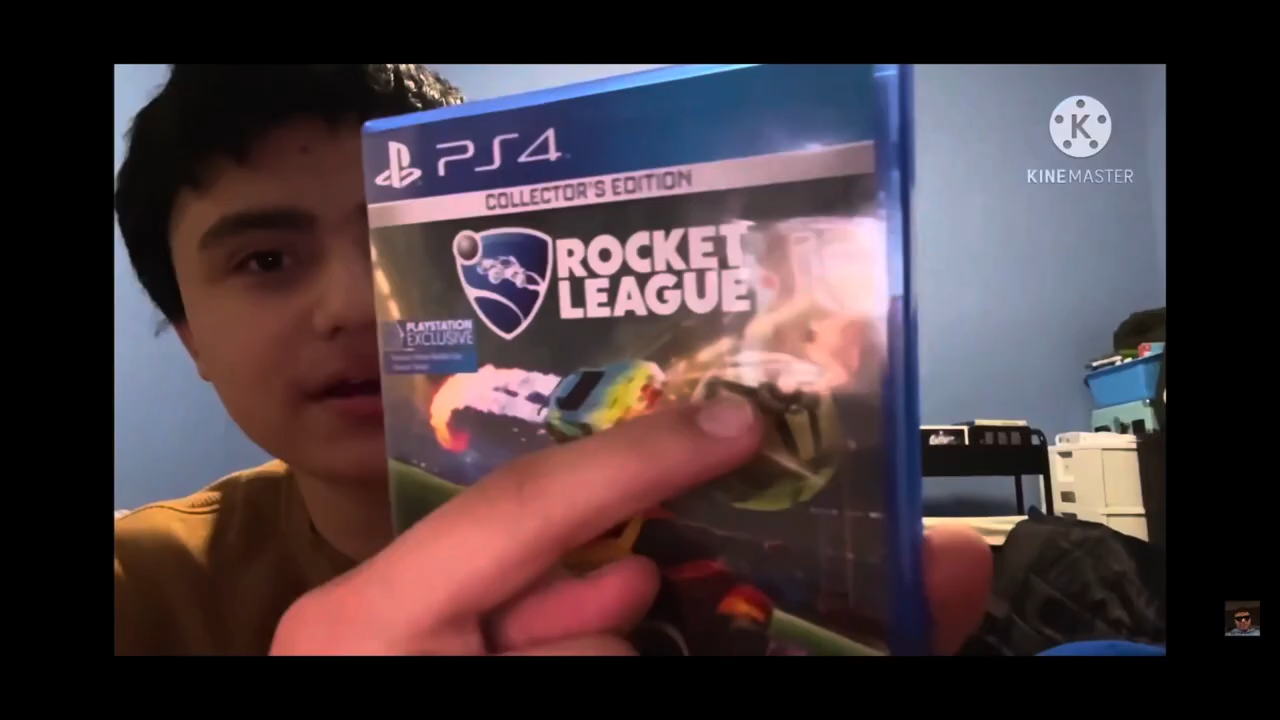 PS4
COLLECTOR'S EDITION
ROCKET
LEAGUE
PLAYSTATION
EXCLUSIVE
K
KINEMASTER